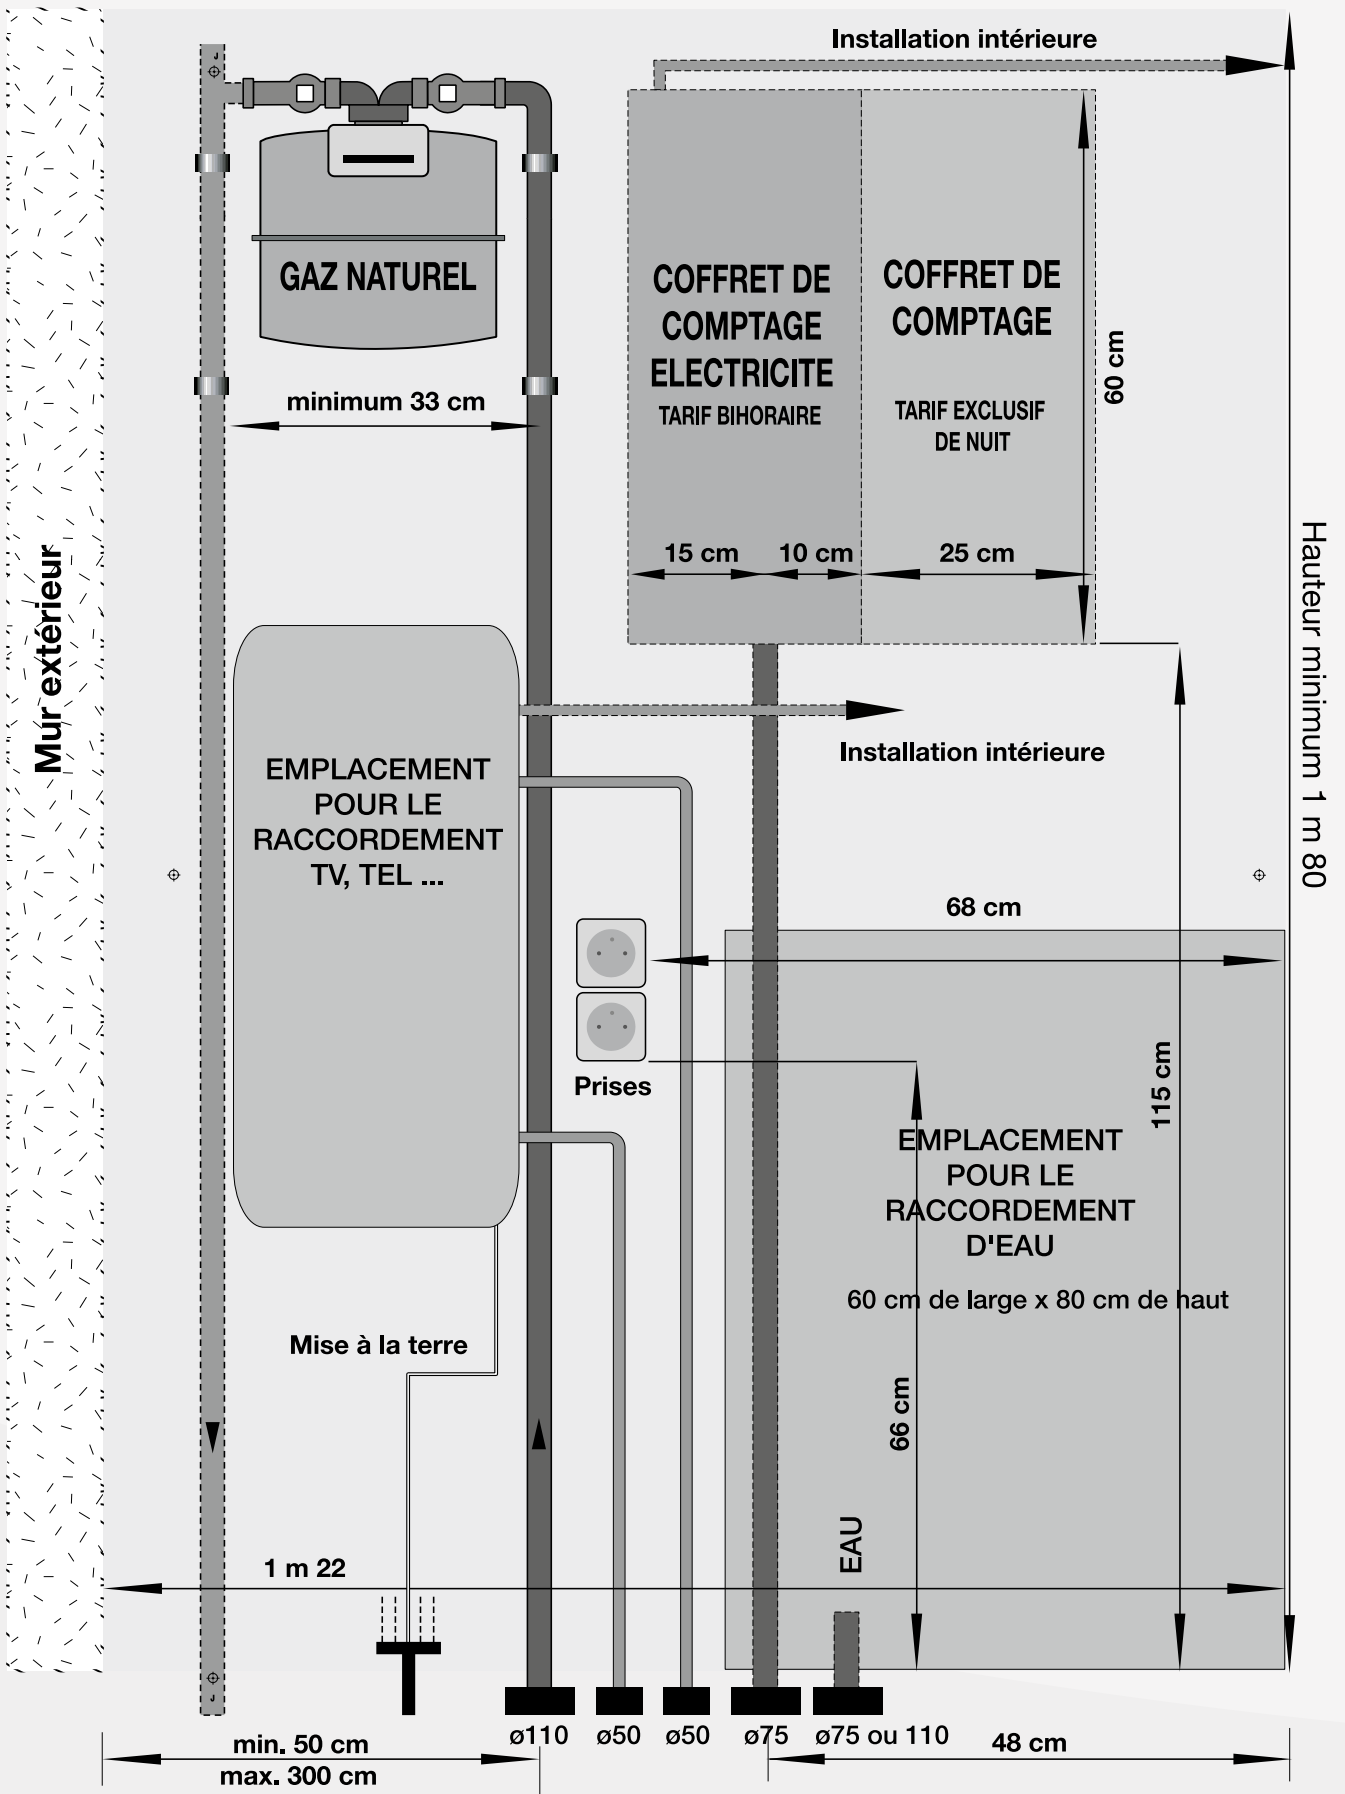 Installation intérieure
GAZ NATUREL
COFFRET DE
COMPTAGE
ELECTRICITE
TARIF BIHORAIRE
COFFRET DE
COMPTAGE
TARIF EXCLUSIF
DE NUIT
60 cm
minimum 33 cm
15 cm
10 cm
25 cm
Mur extérieur
Hauteur minimum 1 m 80
EMPLACEMENT
POUR LE
RACCORDEMENT
TV, TEL ...
Installation intérieure
68 cm
Prises
115 cm
EMPLACEMENT
POUR LE
RACCORDEMENT
D'EAU
60 cm de large x 80 cm de haut
Mise à la terre
66 cm
EAU
1 m 22
ø110
ø50
ø50
ø75
ø75 ou 110
min. 50 cm
max. 300 cm
48 cm